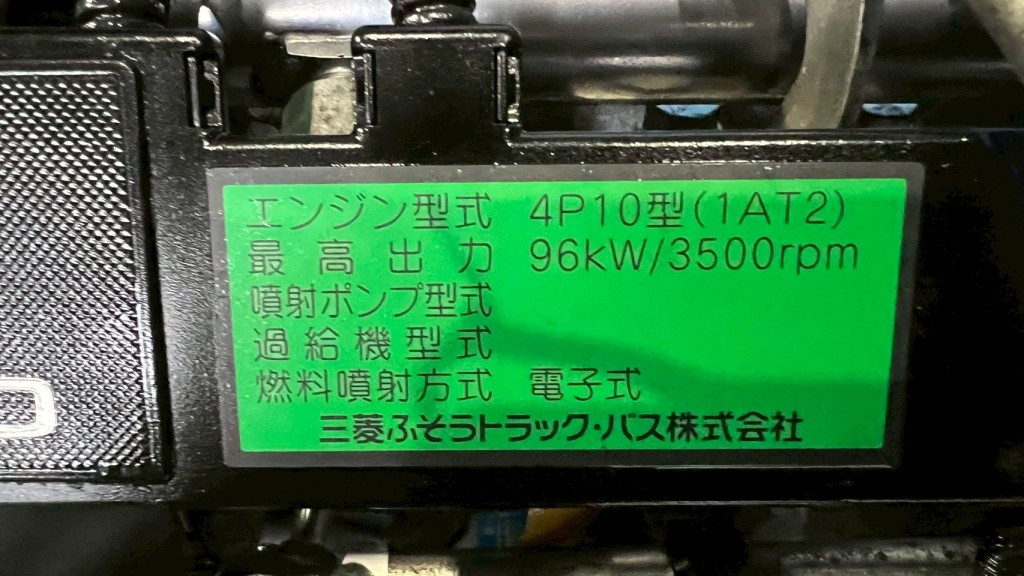 エンジン型式 4P10型(1AT2)
最高出力 96kW/3500rpm
噴射ポンプ型式
過給機型式
燃料噴射方式 電子式
三菱ふそうトラック・バス株式会社